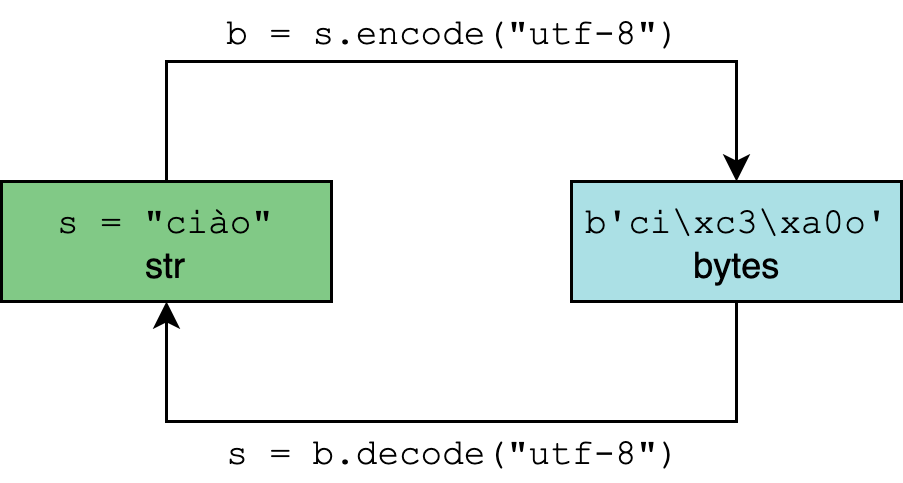 b = s.encode("utf-8")
s = "ciào"
str
b'ci\xc3\xa0o'
bytes
s = b.decode("utf-8")